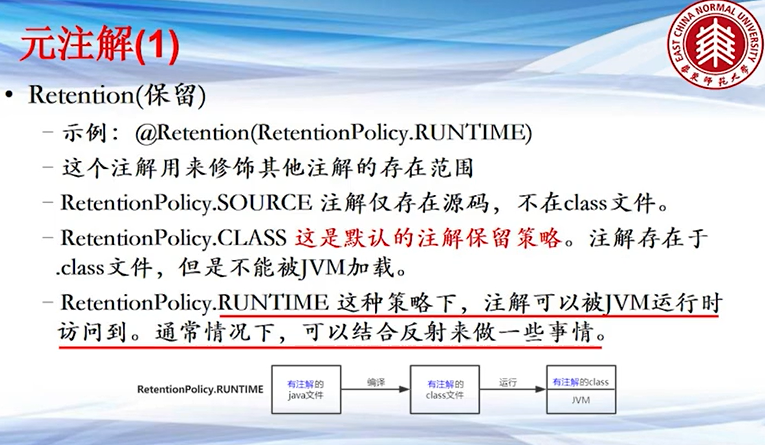 元注解(1)
EAST CHINA NORMAL UNIVERSITY
华东师范大学
• Retention(保留)
– 示例：@Retention(RetentionPolicy.RUNTIME)
– 这个注解用来修饰其他注解的存在范围
– RetentionPolicy.SOURCE 注解仅存在源码，不在class文件。
– RetentionPolicy.CLASS 这是默认的注解保留策略。注解存在于
.class文件，但是不能被JVM加载。
– RetentionPolicy.RUNTIME 这种策略下，注解可以被JVM运行时
访问到。通常情况下，可以结合反射来做一些事情。
RetentionPolicy.RUNTIME
有注解的
java文件
编译
有注解的
class文件
运行
有注解的class
JVM